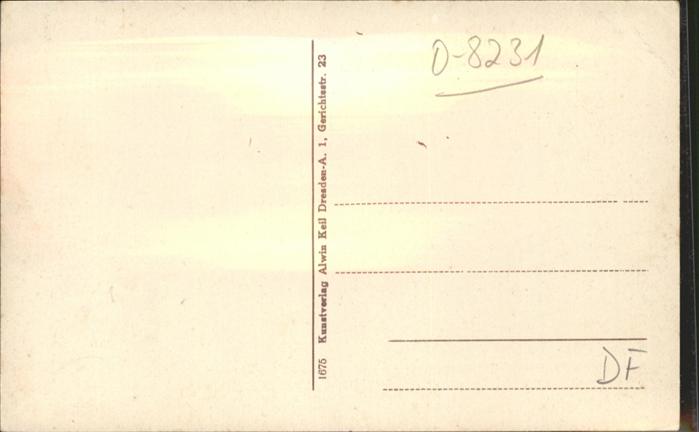 O-8231
1675 Kunstverlag Alwin Keil Dresden-A. 1, Gerichtsstr. 23
DF